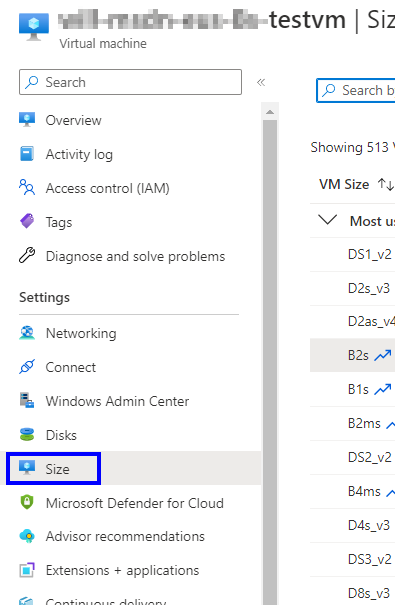 -testvm | Siz
Virtual machine
Search
«
Search b
Overview
Activity log
Access control (IAM)
Tags
Diagnose and solve problems
Settings
Networking
Connect
Windows Admin Center
Disks
Size
Microsoft Defender for Cloud
Advisor recommendations
Extensions + applications
Continuous delivery
Showing 513 V
VM Size ↑↓
Most us
DS1_v2
D2s_v3
D2as_v4
B2s
B1s
B2ms
DS2_v2
B4ms
D4s_v3
DS3_v2
D8s_v3